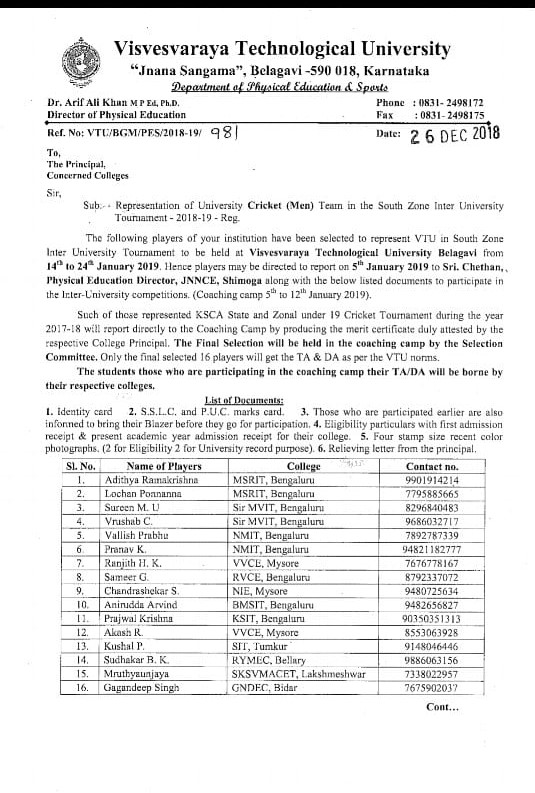 Visvesvaraya Technological University
“Jnana Sangama”, Belagavi -590 018, Karnataka
Department of Physical Education & Sports
Dr. Arif Ali Khan M P Ed, Ph.D. Phone : 0831- 2498172
Director of Physical Education Fax : 0831- 2498175
Ref. No: VTU/BGM/PES/2018-19/ 981 Date: 26 DEC 2018
To,
The Principal,
Concerned Colleges
Sir,
Sub:- Representation of University Cricket (Men) Team in the South Zone Inter University
Tournament - 2018-19 - Reg.
The following players of your institution have been selected to represent VTU in South Zone
Inter University Tournament to be held at Visvesvaraya Technological University Belagavi from
14th to 24th January 2019. Hence players may be directed to report on 5th January 2019 to Sri. Chethan,
Physical Education Director, JNNCE, Shimoga along with the below listed documents to participate in
the Inter-University competitions. (Coaching camp 5th to 12th January 2019).
Such of those represented KSCA State and Zonal under 19 Cricket Tournament during the year
2017-18 will report directly to the Coaching Camp by producing the merit certificate duly attested by the
respective College Principal. The Final Selection will be held in the coaching camp by the Selection
Committee. Only the final selected 16 players will get the TA & DA as per the VTU norms.
The students those who are participating in the coaching camp their TA/DA will be borne by
their respective colleges.
List of Documents:
1. Identity card 2. S.S.L.C. and P.U.C. marks card. 3. Those who are participated earlier are also
informed to bring their Blazer before they go for participation. 4. Eligibility particulars with first admission
receipt & present academic year admission receipt for their college. 5. Four stamp size recent color
photographs. (2 for Eligibility 2 for University record purpose). 6. Relieving letter from the principal.
Sl. No. Name of Players College Contact no.
1. Adithya Ramakrishna MSRIT, Bengaluru 9901914214
2. Lochan Ponnanna MSRIT, Bengaluru 7795885665
3. Sureen M. U Sir MVIT, Bengaluru 8296840483
4. Vrushab C. Sir MVIT, Bengaluru 9686032717
5. Vallish Prabhu NMIT, Bengaluru 7892787339
6. Pranav K. NMIT, Bengaluru 94821182777
7. Ranjith H. K. VVCE, Mysore 7676778167
8. Sameer G. RVCE, Bengaluru 8792337072
9. Chandrashekar S. NIE, Mysore 9480725634
10. Anirudda Arvind BMSIT, Bengaluru 9482656827
11. Prajwal Krishna KSIT, Bengaluru 90350351313
12. Akash R. VVCE, Mysore 8553063928
13. Kushal P. SIT, Tumkur 9148046446
14. Sudhakar B. K. RYMEC, Bellary 9886063156
15. Mruthyaunjaya SKSVMACET, Lakshmeshwar 7338022957
16. Gagandeep Singh GNDEC, Bidar 7675902037
Cont...